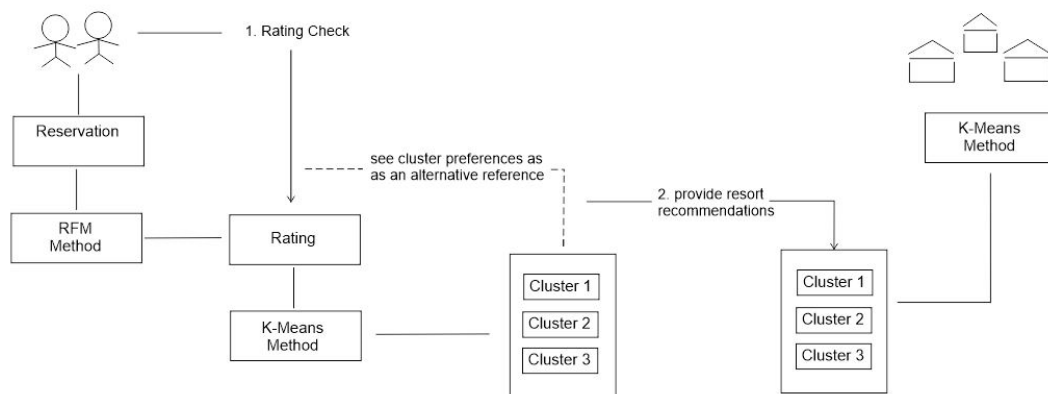 1. Rating Check
Reservation
RFM
Method
Rating
K-Means
Method
see cluster preferences as
as an alternative reference
Cluster 1
Cluster 2
Cluster 3
2. provide resort
recommendations
Cluster 1
Cluster 2
Cluster 3
K-Means
Method